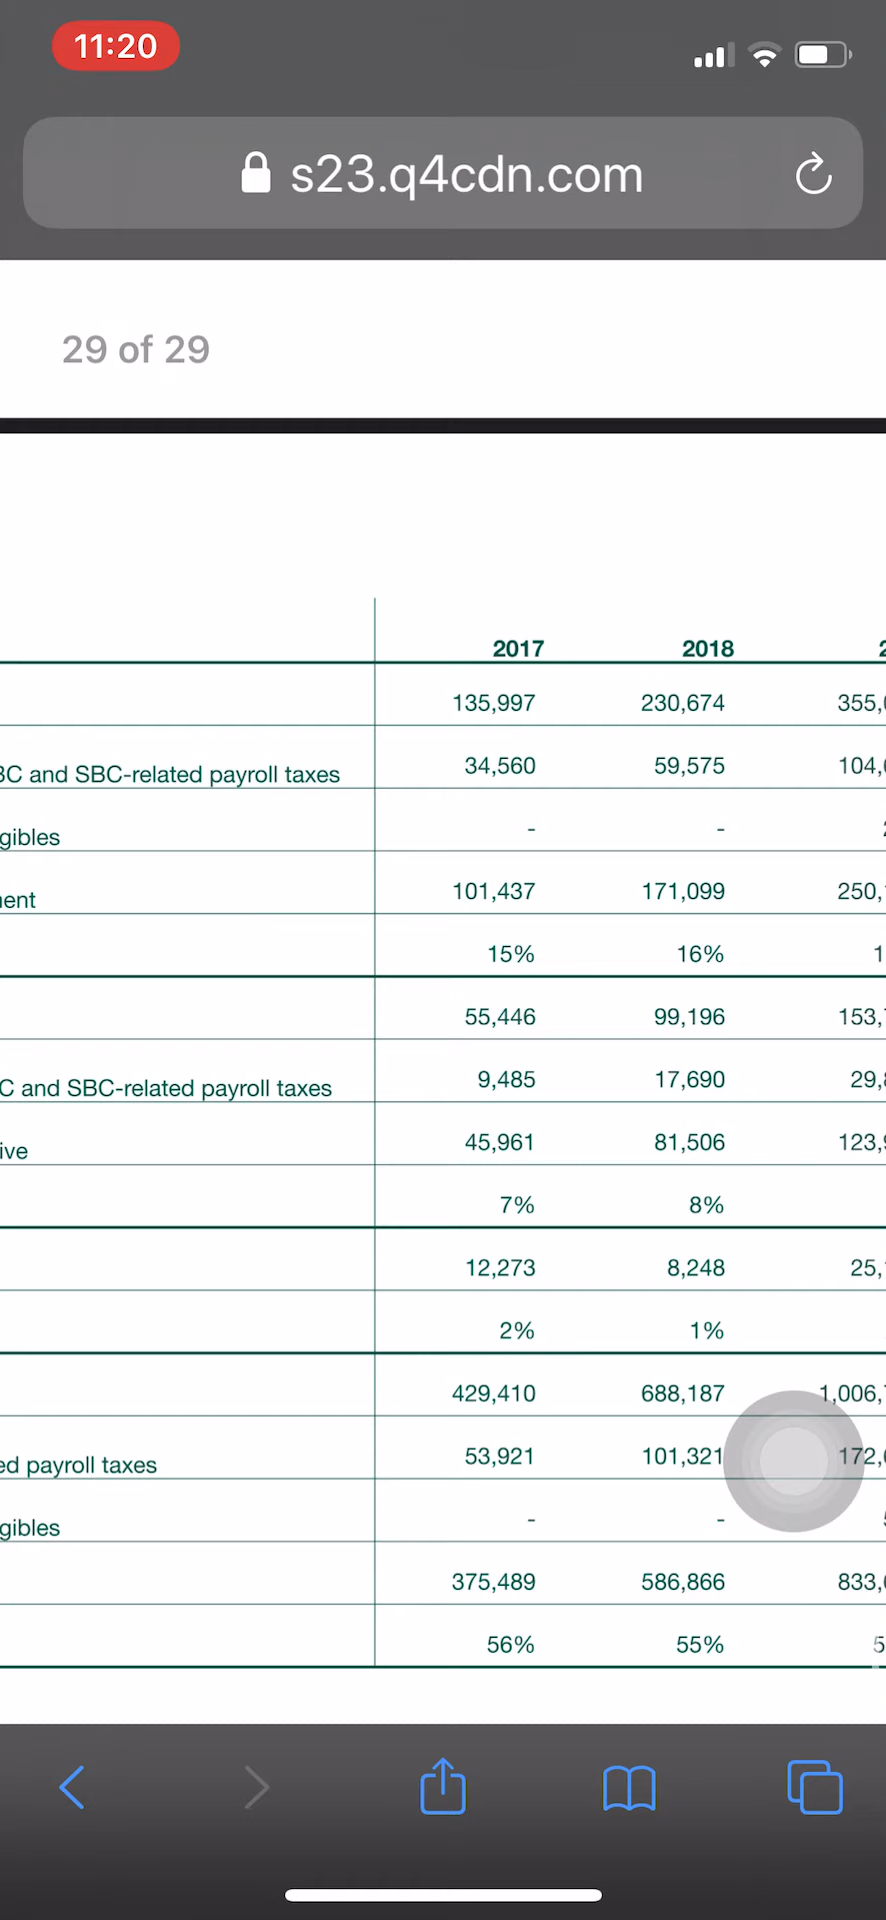 11:20
s23.q4cdn.com
29 of 29
2017 2018
135,997 230,674 355,
BC and SBC-related payroll taxes 34,560 59,575 104,
gibles - -
ent 101,437 171,099 250,
15% 16% 1
55,446 99,196 153,
C and SBC-related payroll taxes 9,485 17,690 29,
ive 45,961 81,506 123,
7% 8%
12,273 8,248 25,
2% 1%
429,410 688,187 1,006,
ed payroll taxes 53,921 101,321 172,
gibles - -
375,489 586,866 833,
56% 55% 5